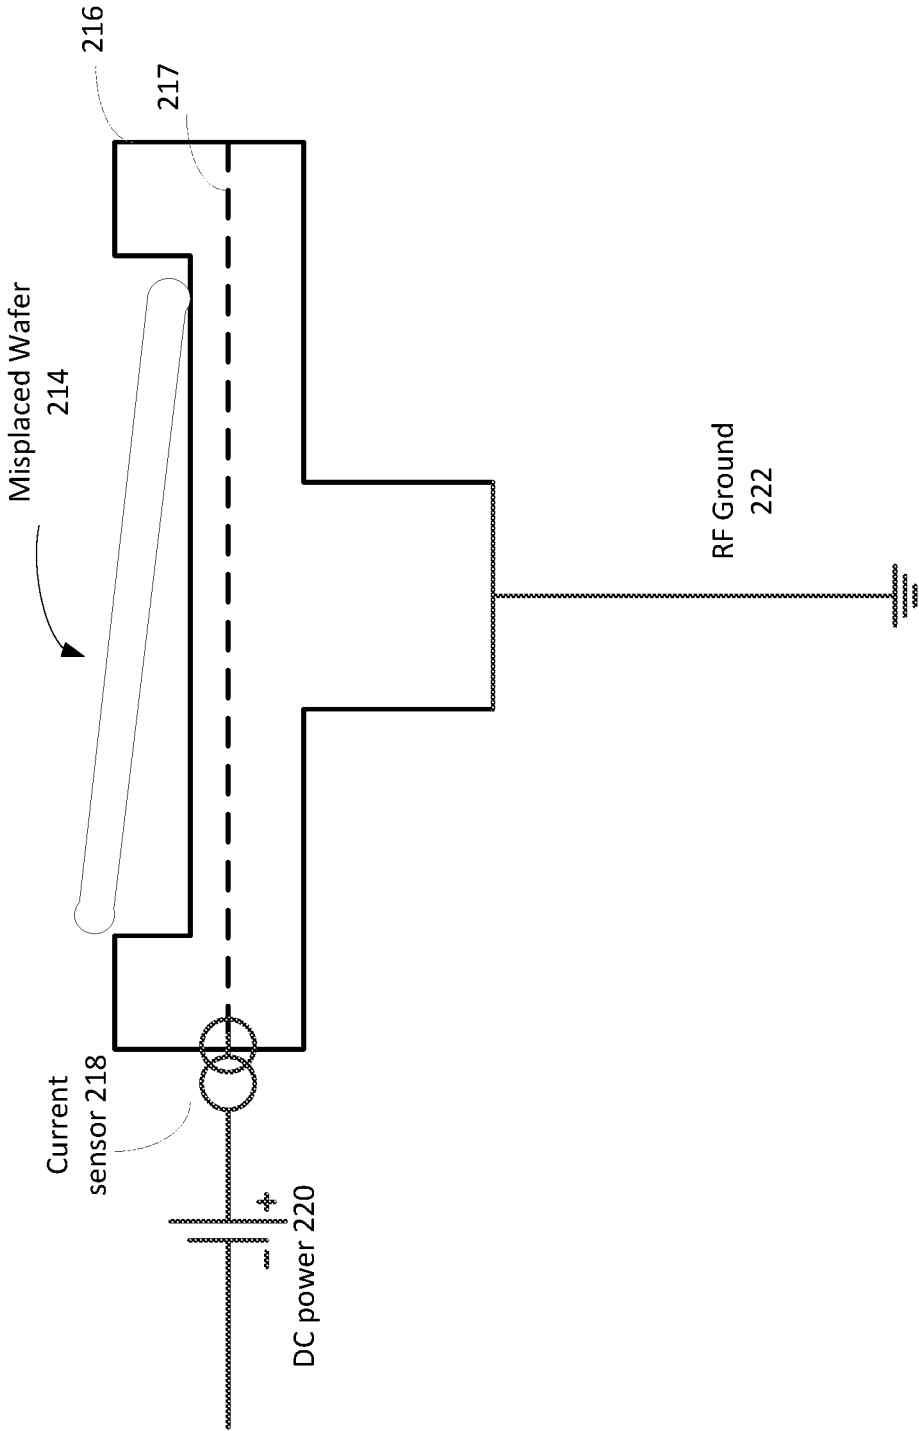 Misplaced Wafer
214
216
217
Current
sensor 218
+
-
DC power 220
RF Ground
222